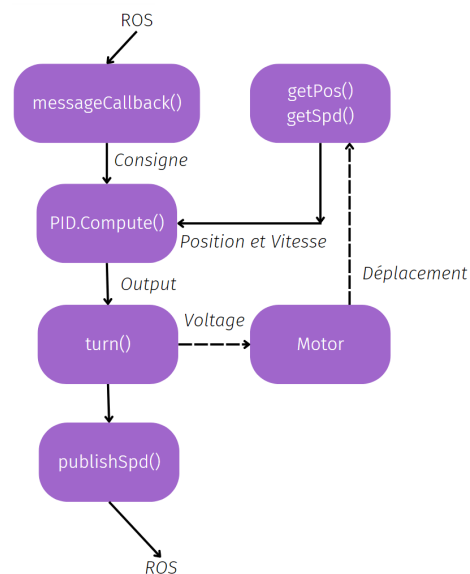 ROS
messageCallback()
getPos()
getSpd()
Consigne
PID.Compute()
Position et Vitesse
Output
Déplacement
Voltage
turn()
Motor
publishSpd()
ROS